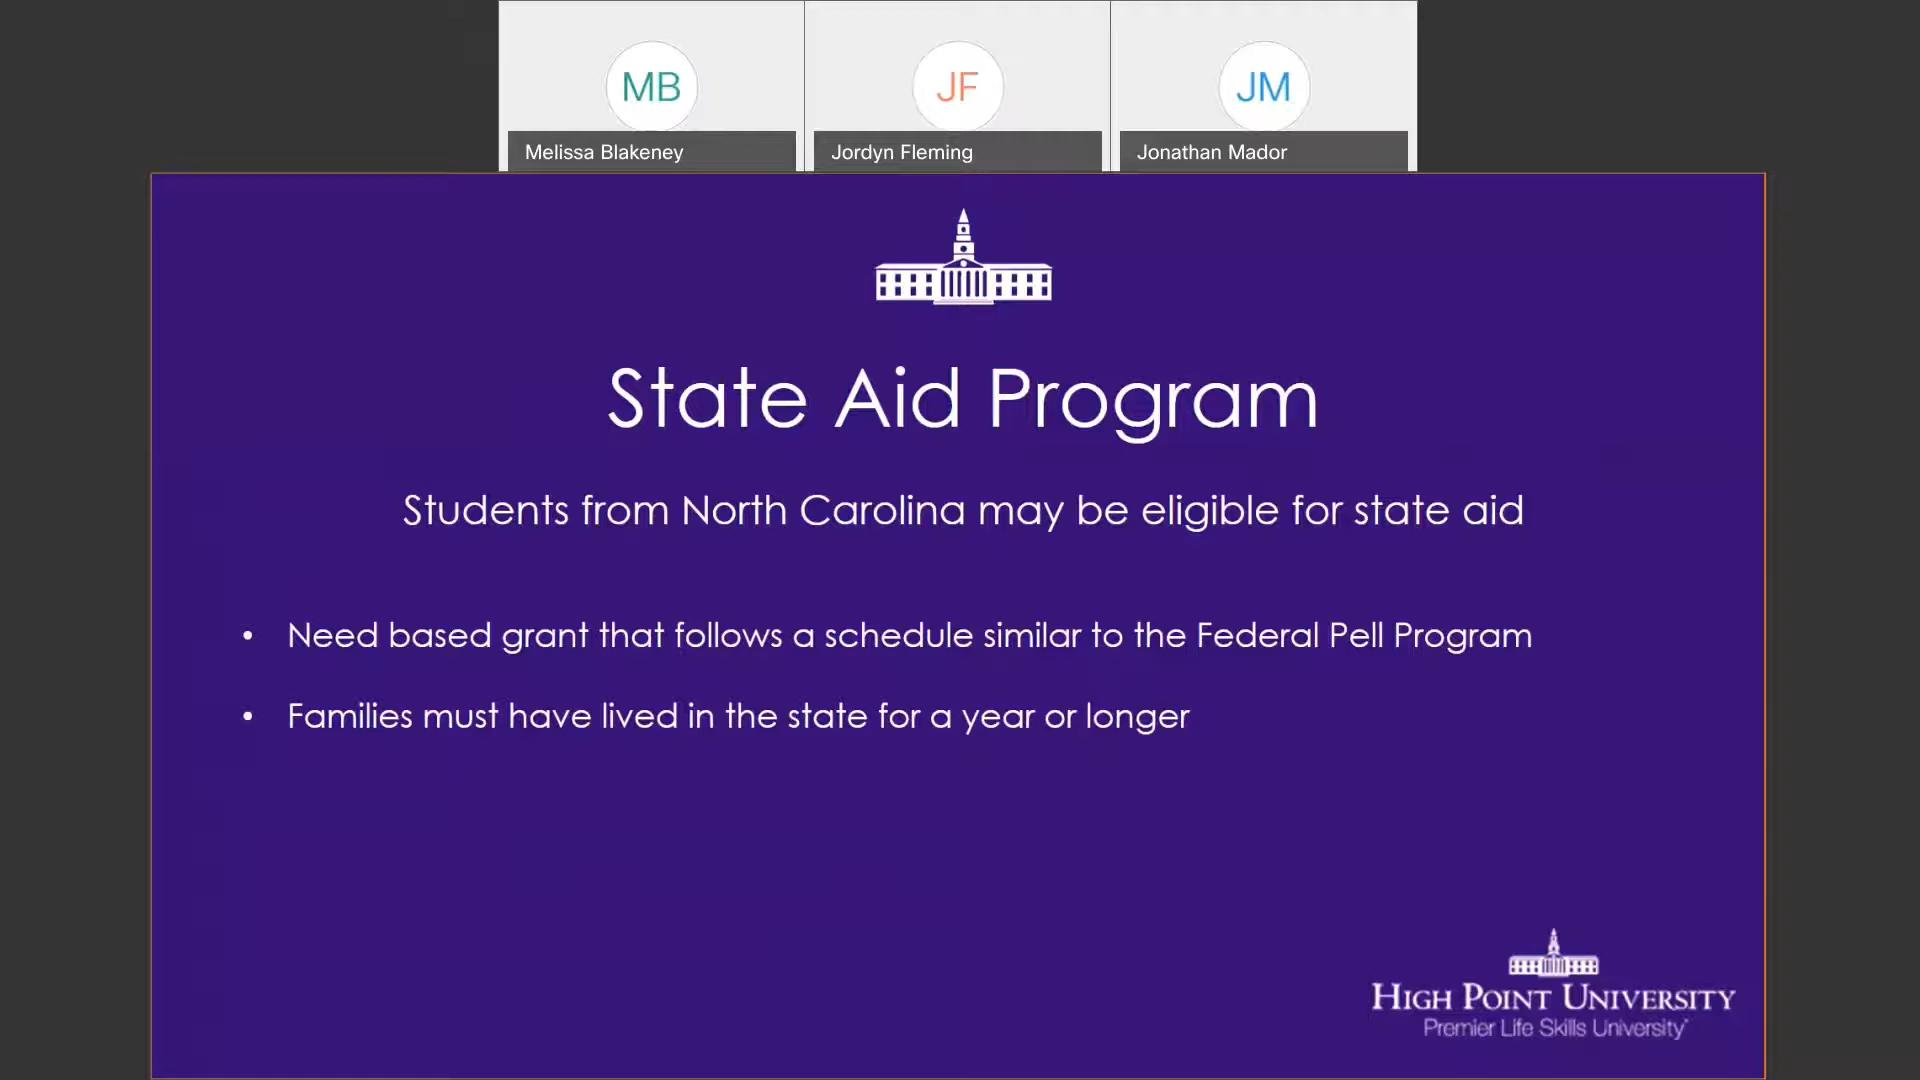 MB
JF
JM
Melissa Blakeney
Jordyn Fleming
Jonathan Mador
State Aid Program
Students from North Carolina may be eligible for state aid
• Need based grant that follows a schedule similar to the Federal Pell Program
• Families must have lived in the state for a year or longer
HIGH POINT UNIVERSITY
Premier Life Skills University™